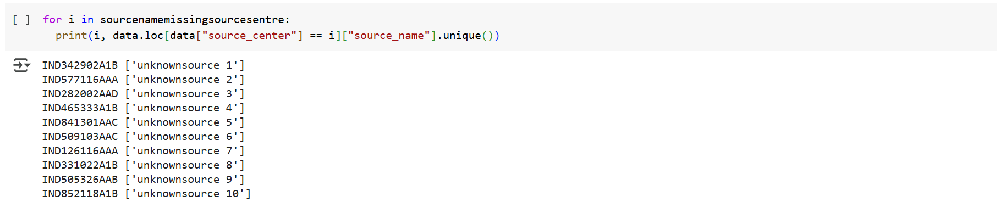 [ ] for i in sourcenamemissingsourcesentre:
print(i, data.loc[data["source_center"] == i]["source_name"].unique())
IND342902A1B ['unknownsource 1']
IND577116AAA ['unknownsource 2']
IND282002AAD ['unknownsource 3']
IND465333A1B ['unknownsource 4']
IND841301AAC ['unknownsource 5']
IND509103AAC ['unknownsource 6']
IND126116AAA ['unknownsource 7']
IND331022A1B ['unknownsource 8']
IND505326AAB ['unknownsource 9']
IND852118A1B ['unknownsource 10']